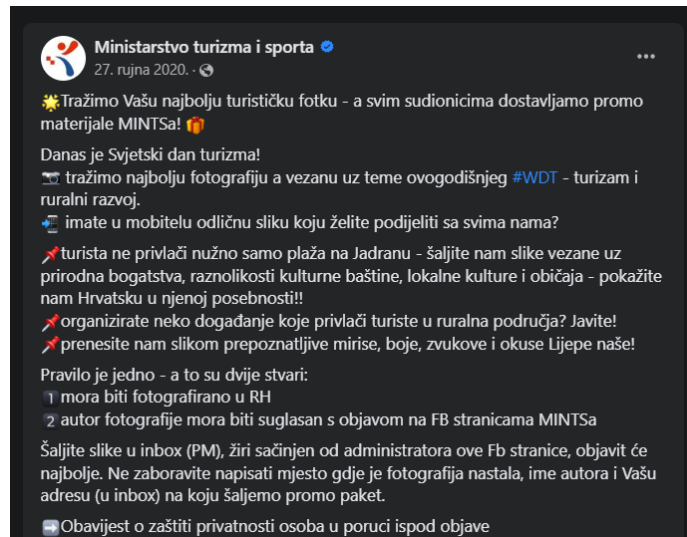 Ministarstvo turizma i sporta
27. rujna 2020. ·
🌟Tražimo Vašu najbolju turističku fotku - a svim sudionicima dostavljamo promo
materijale MINTSa! 🎁
Danas je Svjetski dan turizma!
📷 tražimo najbolju fotografiju a vezanu uz teme ovogodišnjeg #WDT - turizam i
ruralni razvoj.
📲 imate u mobitelu odličnu sliku koju želite podijeliti sa svima nama?
📌turista ne privlači nužno samo plaža na Jadranu - šaljite nam slike vezane uz
prirodna bogatstva, raznolikosti kulturne baštine, lokalne kulture i običaja - pokažite
nam Hrvatsku u njenoj posebnosti!!
📌organizirate neko događanje koje privlači turiste u ruralna područja? Javite!
📌prenesite nam slikom prepoznatljive mirise, boje, zvukove i okuse Lijepe naše!
Pravilo je jedno - a to su dvije stvari:
1 mora biti fotografirano u RH
2 autor fotografije mora biti suglasan s objavom na FB stranicama MINTSa
Šaljite slike u inbox (PM), žiri sačinjen od administratora ove Fb stranice, objavit će
najbolje. Ne zaboravite napisati mjesto gdje je fotografija nastala, ime autora i Vašu
adresu (u inbox) na koju šaljemo promo paket.
➡️Obavijest o zaštiti privatnosti osoba u poruci ispod objave